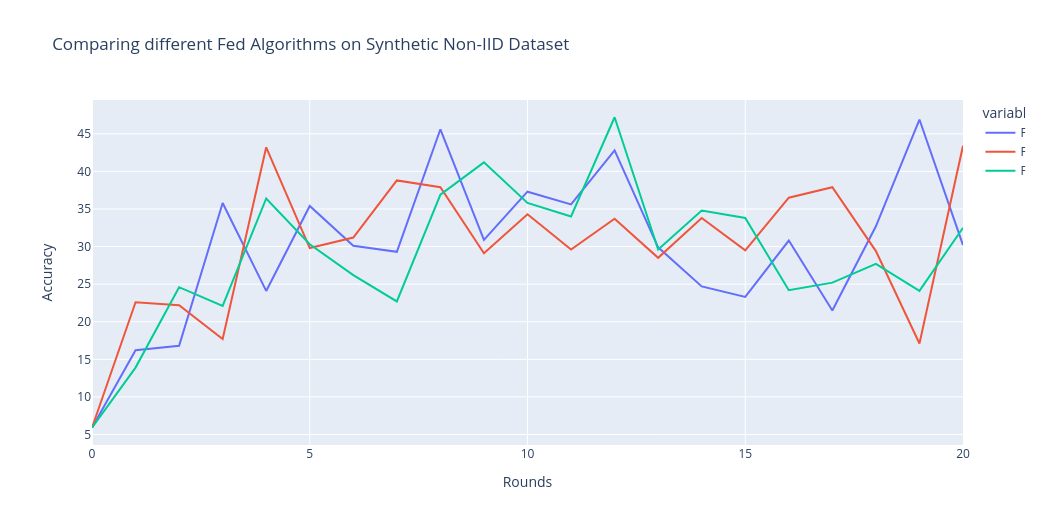 Comparing different Fed Algorithms on Synthetic Non-IID Dataset
variabl
F
F
F
45
40
35
30
25
20
15
10
5
Accuracy
0 5 10 15 20
Rounds